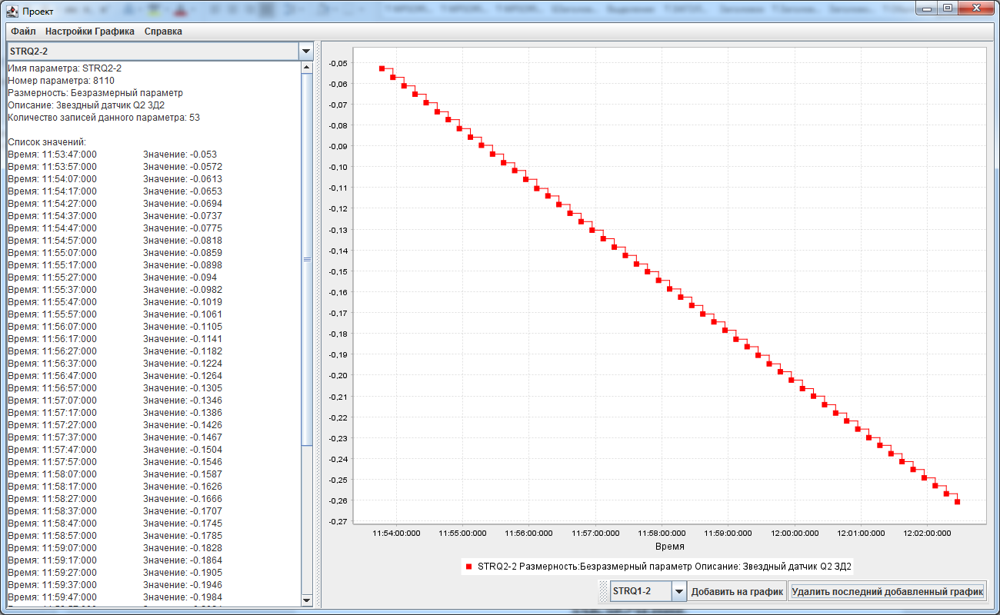 Проект
Файл Настройки Графика Справка
STRQ2-2
Имя параметра: STRQ2-2
Номер параметра: 8110
Размерность: Безразмерный параметр
Описание: Звездный датчик Q2 ЗД2
Количество записей данного параметра: 53
Список значений:
Время: 11:53:47:000 Значение: -0.053
Время: 11:53:57:000 Значение: -0.0572
Время: 11:54:07:000 Значение: -0.0613
Время: 11:54:17:000 Значение: -0.0653
Время: 11:54:27:000 Значение: -0.0694
Время: 11:54:37:000 Значение: -0.0737
Время: 11:54:47:000 Значение: -0.0775
Время: 11:54:57:000 Значение: -0.0818
Время: 11:55:07:000 Значение: -0.0859
Время: 11:55:17:000 Значение: -0.0898
Время: 11:55:27:000 Значение: -0.094
Время: 11:55:37:000 Значение: -0.0982
Время: 11:55:47:000 Значение: -0.1019
Время: 11:55:57:000 Значение: -0.1061
Время: 11:56:07:000 Значение: -0.1105
Время: 11:56:17:000 Значение: -0.1141
Время: 11:56:27:000 Значение: -0.1182
Время: 11:56:37:000 Значение: -0.1224
Время: 11:56:47:000 Значение: -0.1264
Время: 11:56:57:000 Значение: -0.1305
Время: 11:57:07:000 Значение: -0.1346
Время: 11:57:17:000 Значение: -0.1386
Время: 11:57:27:000 Значение: -0.1426
Время: 11:57:37:000 Значение: -0.1467
Время: 11:57:47:000 Значение: -0.1504
Время: 11:57:57:000 Значение: -0.1546
Время: 11:58:07:000 Значение: -0.1587
Время: 11:58:17:000 Значение: -0.1626
Время: 11:58:27:000 Значение: -0.1666
Время: 11:58:37:000 Значение: -0.1707
Время: 11:58:47:000 Значение: -0.1745
Время: 11:58:57:000 Значение: -0.1785
Время: 11:59:07:000 Значение: -0.1828
Время: 11:59:17:000 Значение: -0.1864
Время: 11:59:27:000 Значение: -0.1905
Время: 11:59:37:000 Значение: -0.1946
Время: 11:59:47:000 Значение: -0.1984
-0,05
-0,06
-0,07
-0,08
-0,09
-0,10
-0,11
-0,12
-0,13
-0,14
-0,15
-0,16
-0,17
-0,18
-0,19
-0,20
-0,21
-0,22
-0,23
-0,24
-0,25
-0,26
-0,27
11:54:00:000 11:55:00:000 11:56:00:000 11:57:00:000 11:58:00:000 11:59:00:000 12:00:00:000 12:01:00:000 12:02:00:000
Время
STRQ2-2 Размерность:Безразмерный параметр Описание: Звездный датчик Q2 ЗД2
STRQ1-2 Добавить на график Удалить последний добавленный график